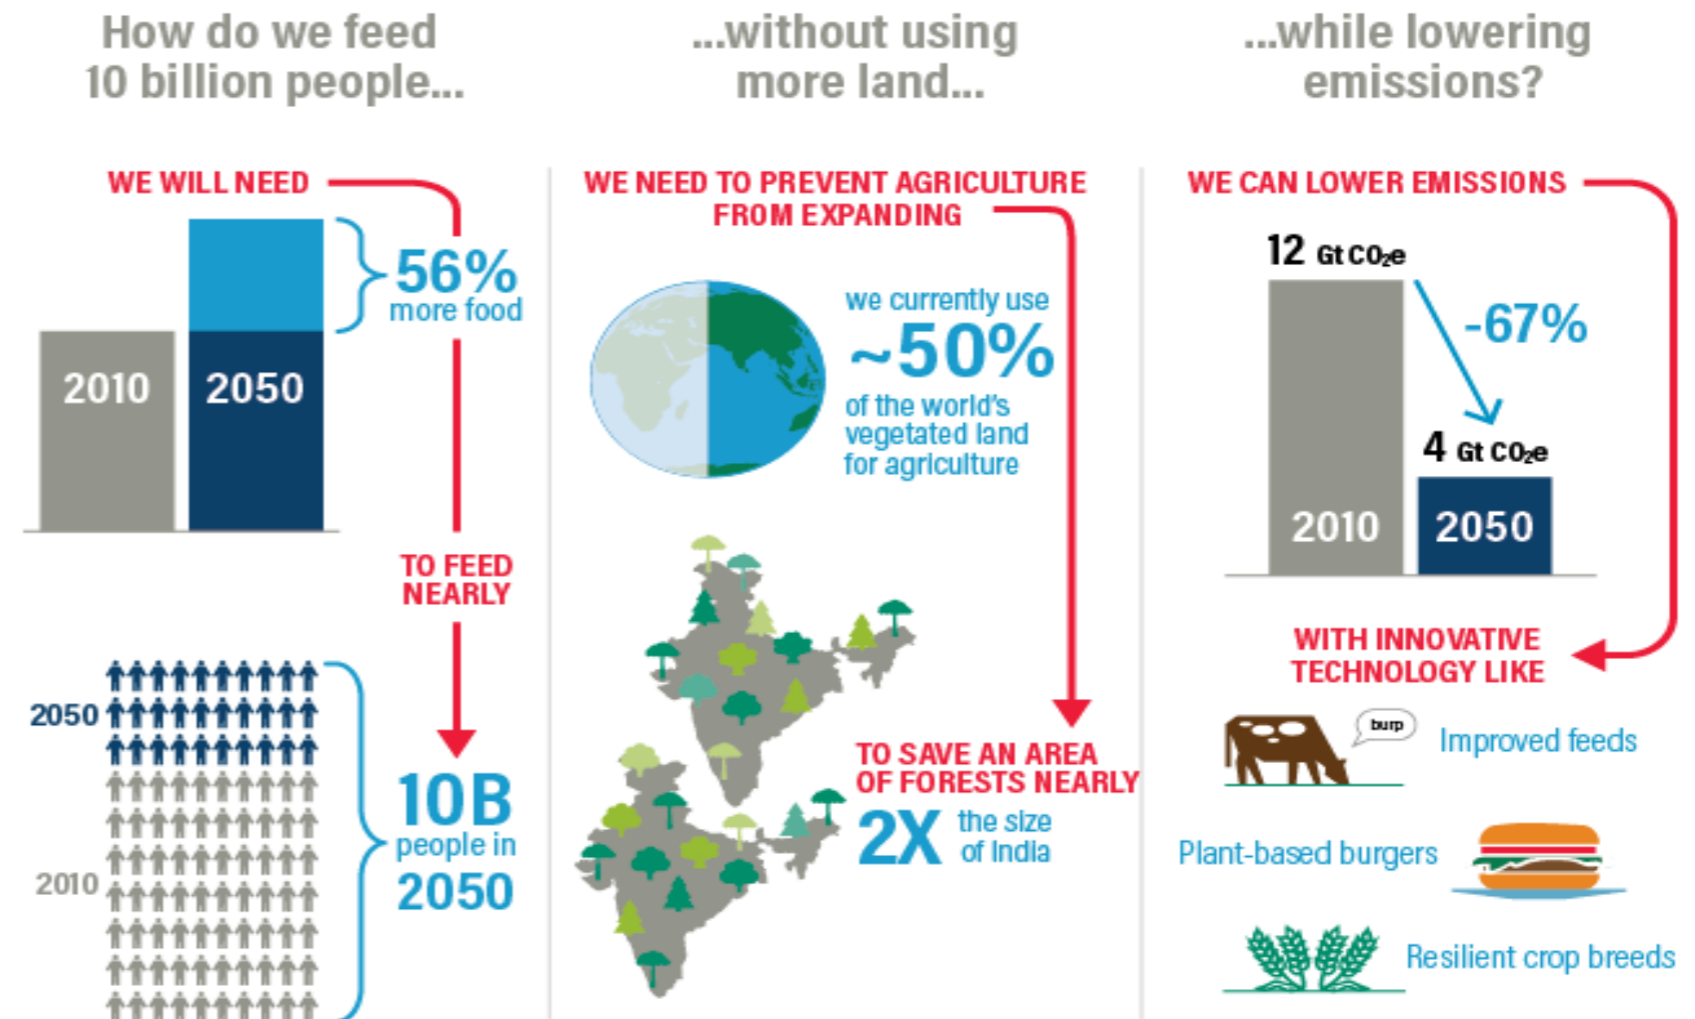 How do we feed
10 billion people...
WE WILL NEED
56%
more food
2010
2050
TO FEED
NEARLY
2050
2010
10B
people in
2050
...without using
more land...
WE NEED TO PREVENT AGRICULTURE
FROM EXPANDING
we currently use
~50%
of the world's
vegetated land
for agriculture
TO SAVE AN AREA
OF FORESTS NEARLY
2X
the size
of India
...while lowering
emissions?
WE CAN LOWER EMISSIONS
12 Gt CO₂e
-67%
4 Gt CO₂e
2010
2050
WITH INNOVATIVE
TECHNOLOGY LIKE
burp
Improved feeds
Plant-based burgers
Resilient crop breeds